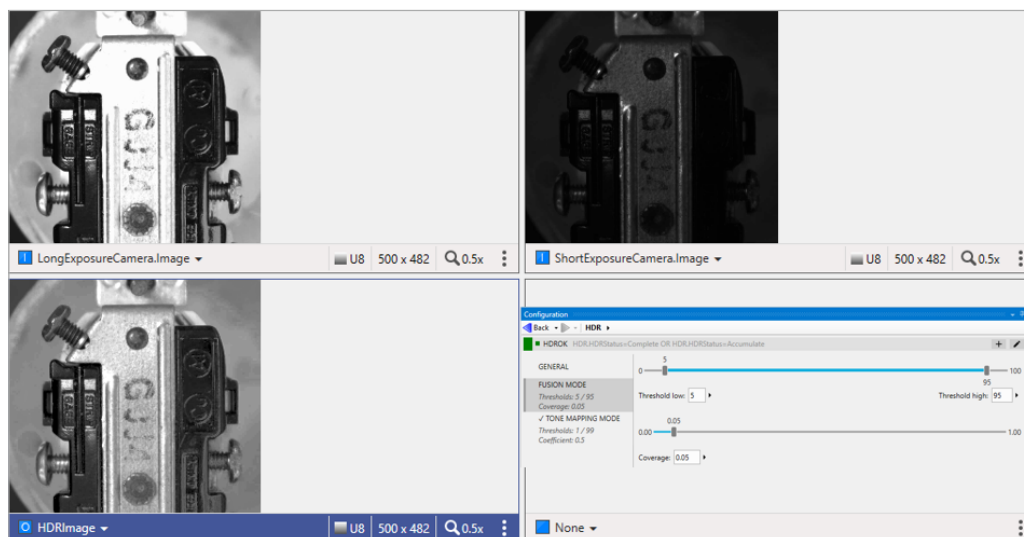 LongExposureCamera.Image
U8
500 x 482
0.5x
ShortExposureCamera.Image
U8
500 x 482
0.5x
HDRImage
U8
500 x 482
0.5x
Configuration
Back
HDR
HDROK HDR.HDRStatus=Complete OR HDR.HDRStatus=Accumulate
GENERAL
FUSION MODE
Thresholds: 5 / 95
Coverage: 0.05
✓ TONE MAPPING MODE
Thresholds: 1 / 99
Coefficient: 0.5
5
0
100
95
Threshold low: 5
Threshold high: 95
0.05
0.00
1.00
Coverage: 0.05
None